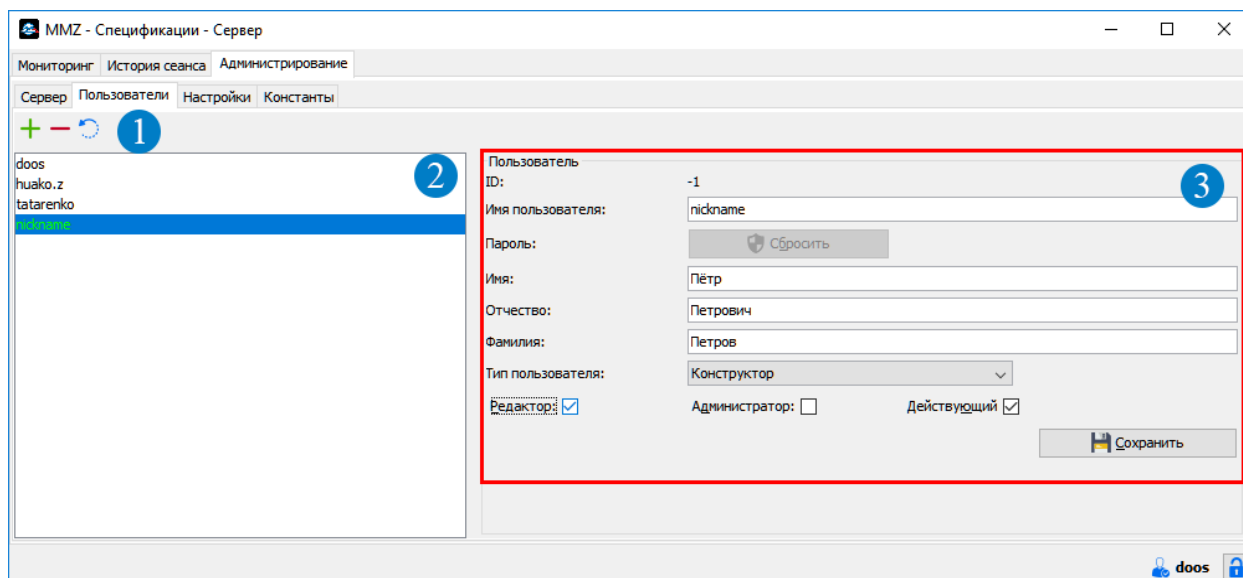 MMZ - Спецификации - Сервер
Мониторинг История сеанса Администрирование
Сервер Пользователи Настройки Константы
1
2
doos
huako.z
tatarenko
nickname
3
Пользователь
ID: -1
Имя пользователя: nickname
Пароль: Сбросить
Имя: Пётр
Отчество: Петрович
Фамилия: Петров
Тип пользователя: Конструктор
Редактор: Администратор: Действующий
Сохранить
doos